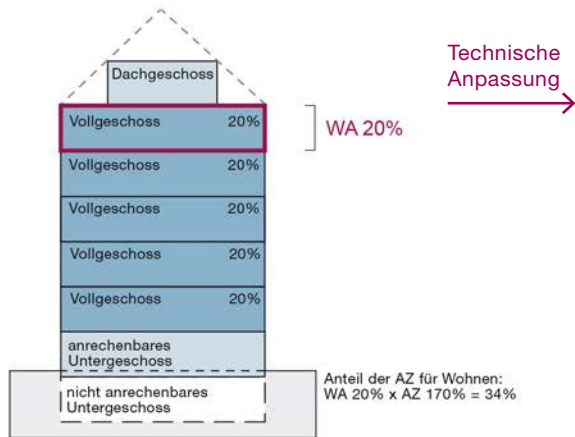 Technische
Anpassung
Dachgeschoss
Vollgeschoss 20%
WA 20%
Vollgeschoss 20%
Vollgeschoss 20%
Vollgeschoss 20%
Vollgeschoss 20%
anrechenbares
Untergeschoss
nicht anrechenbares
Untergeschoss
Anteil der AZ für Wohnen:
WA 20% x AZ 170% = 34%